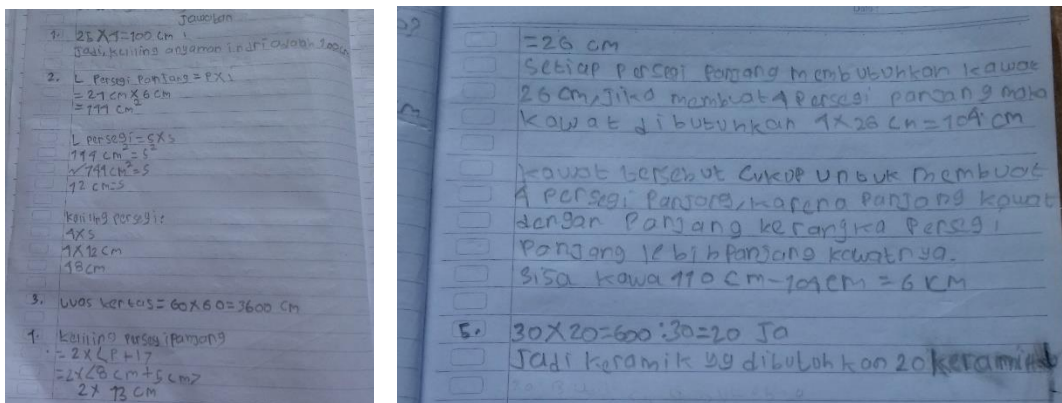 Jawaban
1. 25 X 4=100 cm
Jadi, keliling anyaman indri adalah 100cm
2. L Persegi Panjang = P X L
= 24 cm X 6 cm
= 144 cm²
L persegi = S X S
144 cm² = S²
√144 cm² = S
12 cm = S
keliling persegi:
4 X S
4 X 12 cm
48 cm
3. Luas kertas = 60 X 60 = 3600 cm
4. keliling persegi panjang
= 2 X (P + L)
= 2 X (8 cm + 5 cm)
2 X 13 cm
= 26 cm
Setiap persegi panjang membutuhkan kawat
26 cm, Jika membuat 4 persegi panjang maka
kawat dibutuhkan 4 X 26 cm = 104 cm
kawat tersebut cukup untuk membuat
4 persegi panjang, karena panjang kawat
dengan panjang kerangka persegi
panjang lebih panjang kawatnya.
Sisa kawa 110 cm - 104 cm = 6 KM
5. 30 X 20 = 600 : 30 = 20 JO
Jadi keramik yg dibutuhkan 20